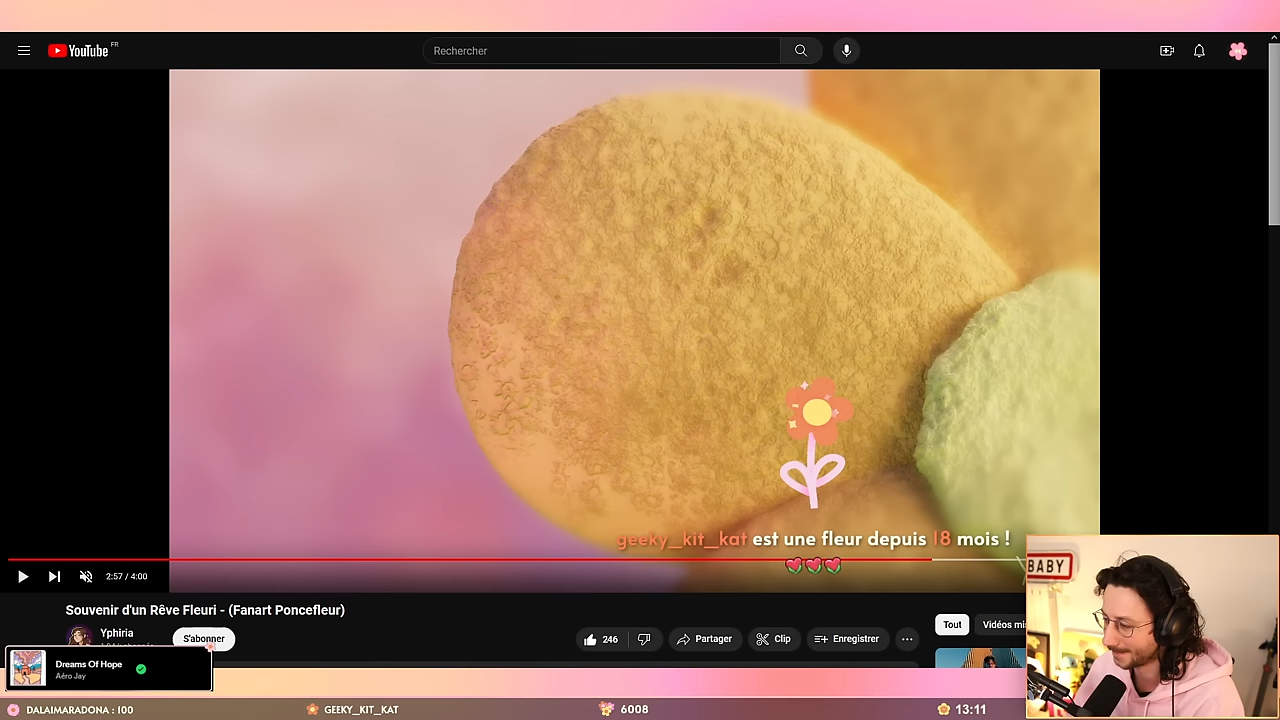 YouTube FR
Rechercher
geeky_kit_kat est une fleur depuis 18 mois !
2:57 / 4:00
BABY
Souvenir d'un Rêve Fleuri - (Fanart Poncefleur)
Yphiria
S'abonner
246
Partager
Clip
Enregistrer
Tout
Vidéos mi
Dreams Of Hope
Aéro Jay
DALAIMARADONA : 100
GEEKY_KIT_KAT
6008
13:11